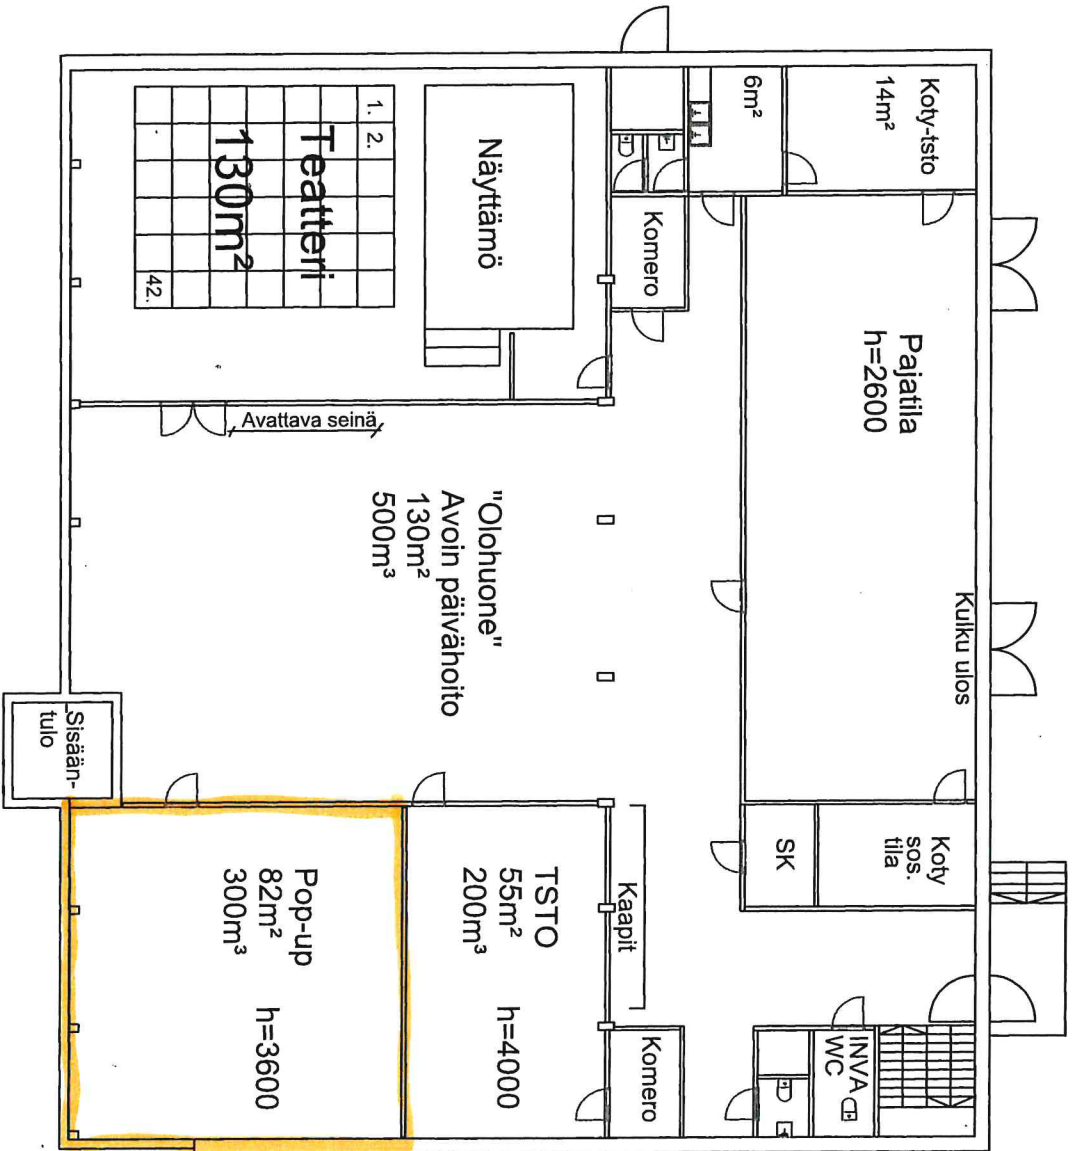 Koty-tsto
14m²
6m²
Näyttämö
1.
2.
Teatteri
130m²
42.
Komero
Pajatila
h=2600
Avattava seinä
"Olohuone"
Avoin päivähoito
130m²
500m³
Kulku ulos
Sisään-
tulo
Koty
sos.
tila
SK
Kaapit
TSTO
55m²
200m³
h=4000
Pop-up
82m²
300m³
h=3600
Komero
INVA
WC